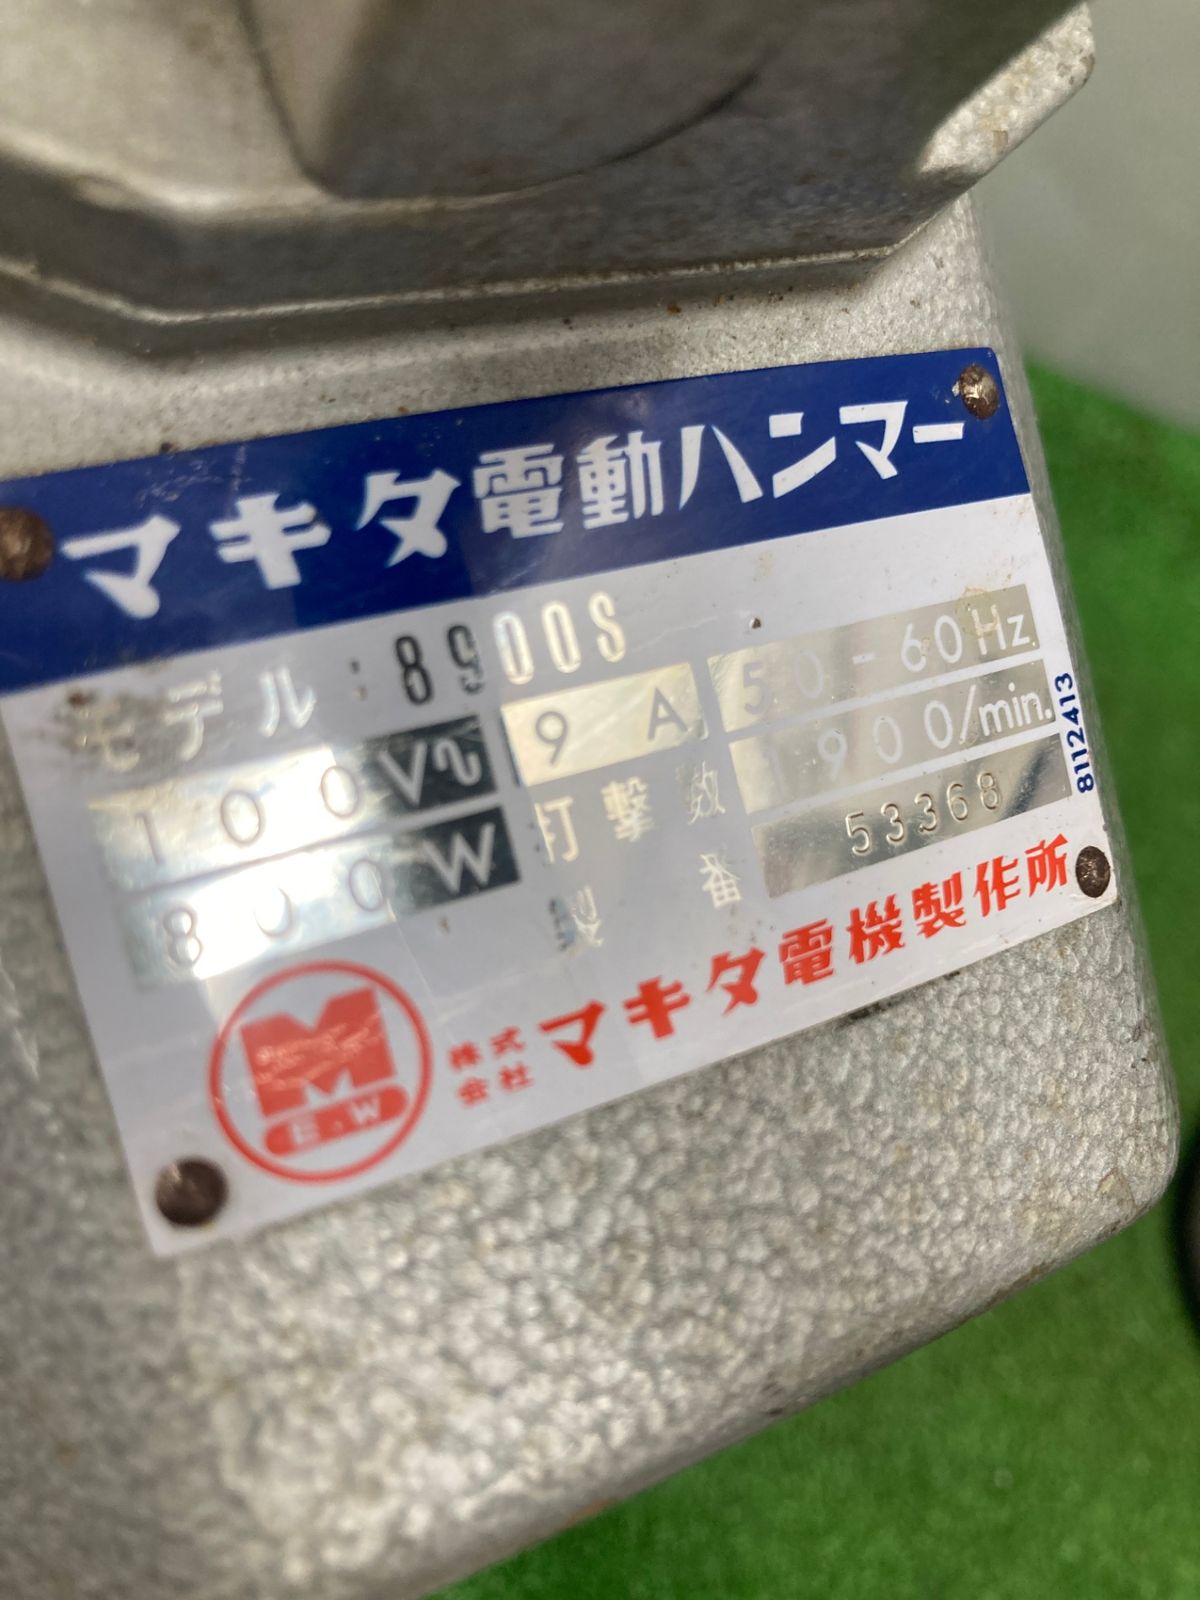 マキタ電動ハンマー
モデル : 8900S
100V∿ 9A 50-60Hz
800W 打撃数 1900/min.
製番 53368
8112413
M
E.W
株式会社 マキタ電機製作所